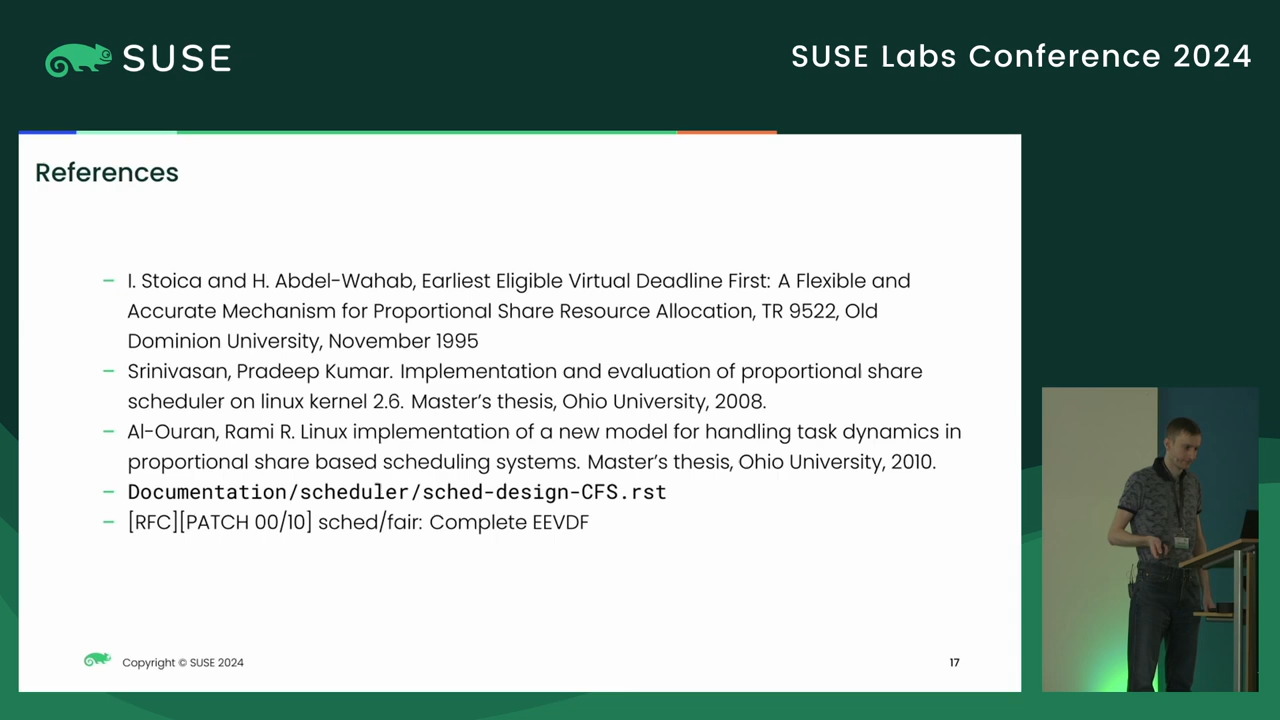 SUSE
SUSE Labs Conference 2024
References
– I. Stoica and H. Abdel-Wahab, Earliest Eligible Virtual Deadline First: A Flexible and
Accurate Mechanism for Proportional Share Resource Allocation, TR 9522, Old
Dominion University, November 1995
– Srinivasan, Pradeep Kumar. Implementation and evaluation of proportional share
scheduler on linux kernel 2.6. Master's thesis, Ohio University, 2008.
– Al-Ouran, Rami R. Linux implementation of a new model for handling task dynamics in
proportional share based scheduling systems. Master's thesis, Ohio University, 2010.
– Documentation/scheduler/sched-design-CFS.rst
– [RFC][PATCH 00/10] sched/fair: Complete EEVDF
Copyright © SUSE 2024
17